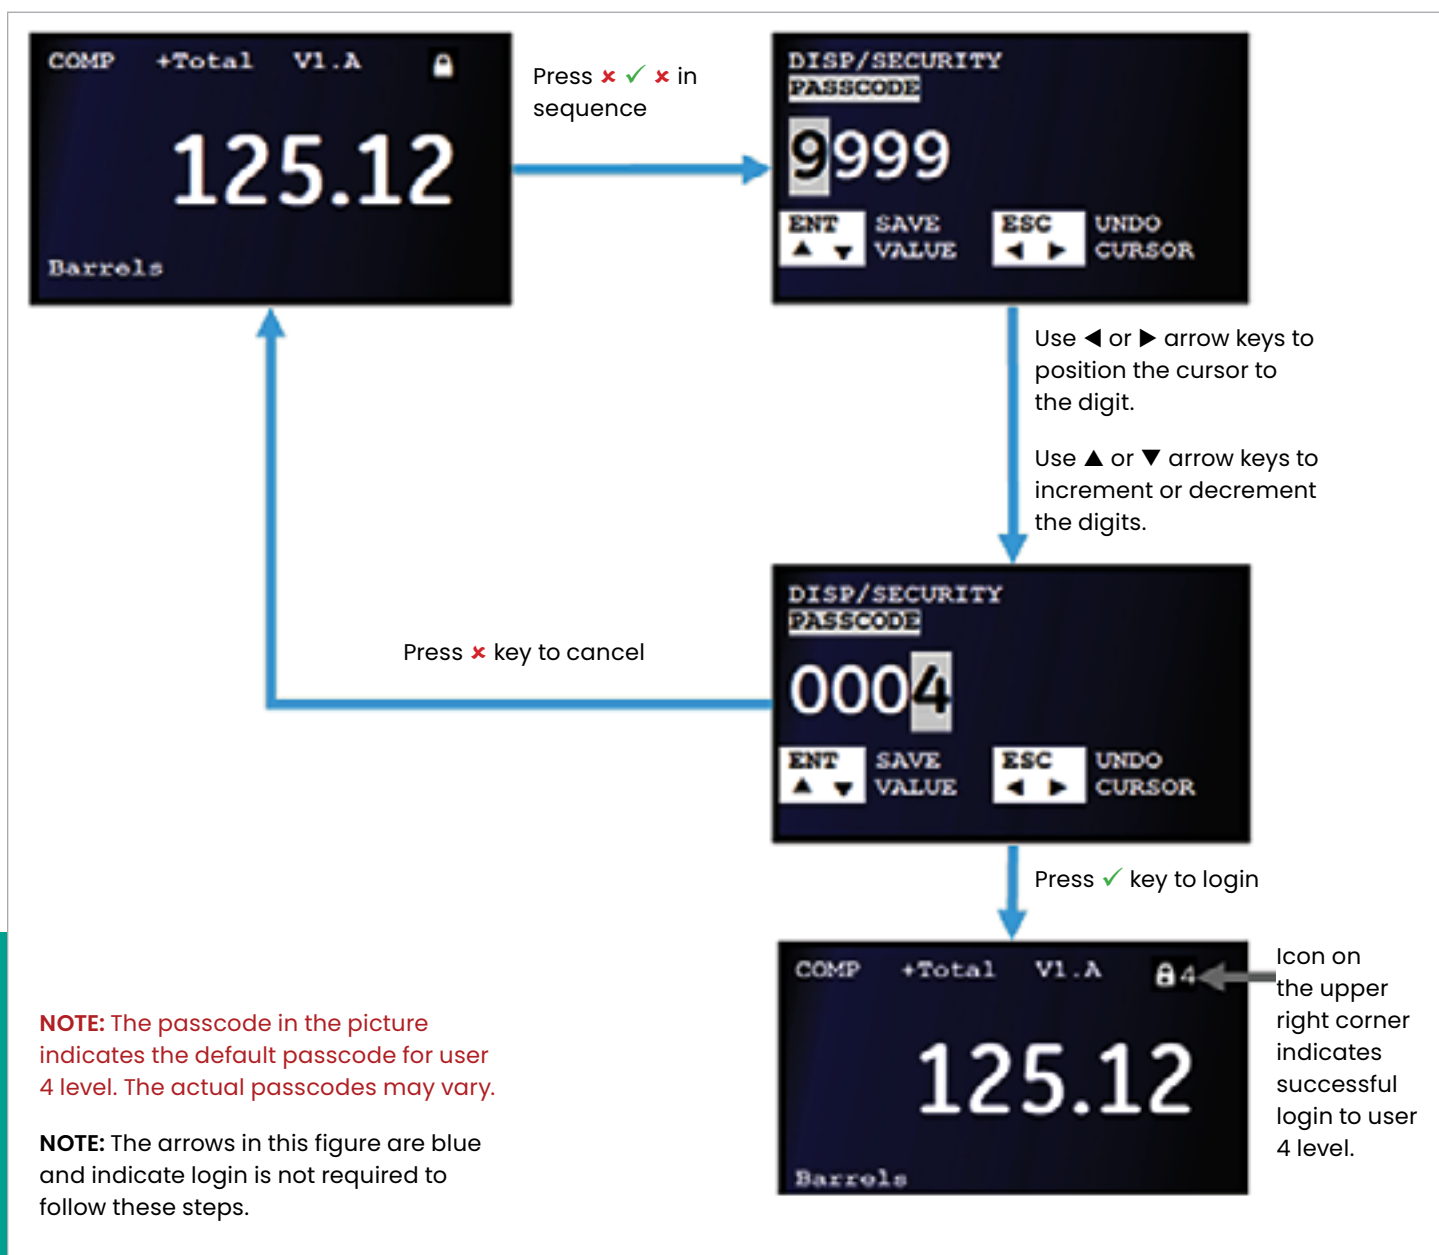 COMP +Total V1.A
125.12
Barrels
Press ✘ ✓ ✘ in
sequence
DISP/SECURITY
PASSCODE
9999
ENT SAVE ESC UNDO
▲ ▼ VALUE ◀ ▶ CURSOR
Use ◀ or ▶ arrow keys to
position the cursor to
the digit.
Use ▲ or ▼ arrow keys to
increment or decrement
the digits.
Press ✘ key to cancel
DISP/SECURITY
PASSCODE
0004
ENT SAVE ESC UNDO
▲ ▼ VALUE ◀ ▶ CURSOR
Press ✓ key to login
COMP +Total V1.A 4
125.12
Barrels
Icon on
the upper
right corner
indicates
successful
login to user
4 level.
NOTE: The passcode in the picture
indicates the default passcode for user
4 level. The actual passcodes may vary.
NOTE: The arrows in this figure are blue
and indicate login is not required to
follow these steps.